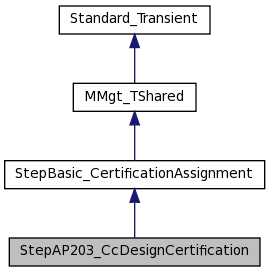 Standard_Transient
MMgt_TShared
StepBasic_CertificationAssignment
StepAP203_CcDesignCertification